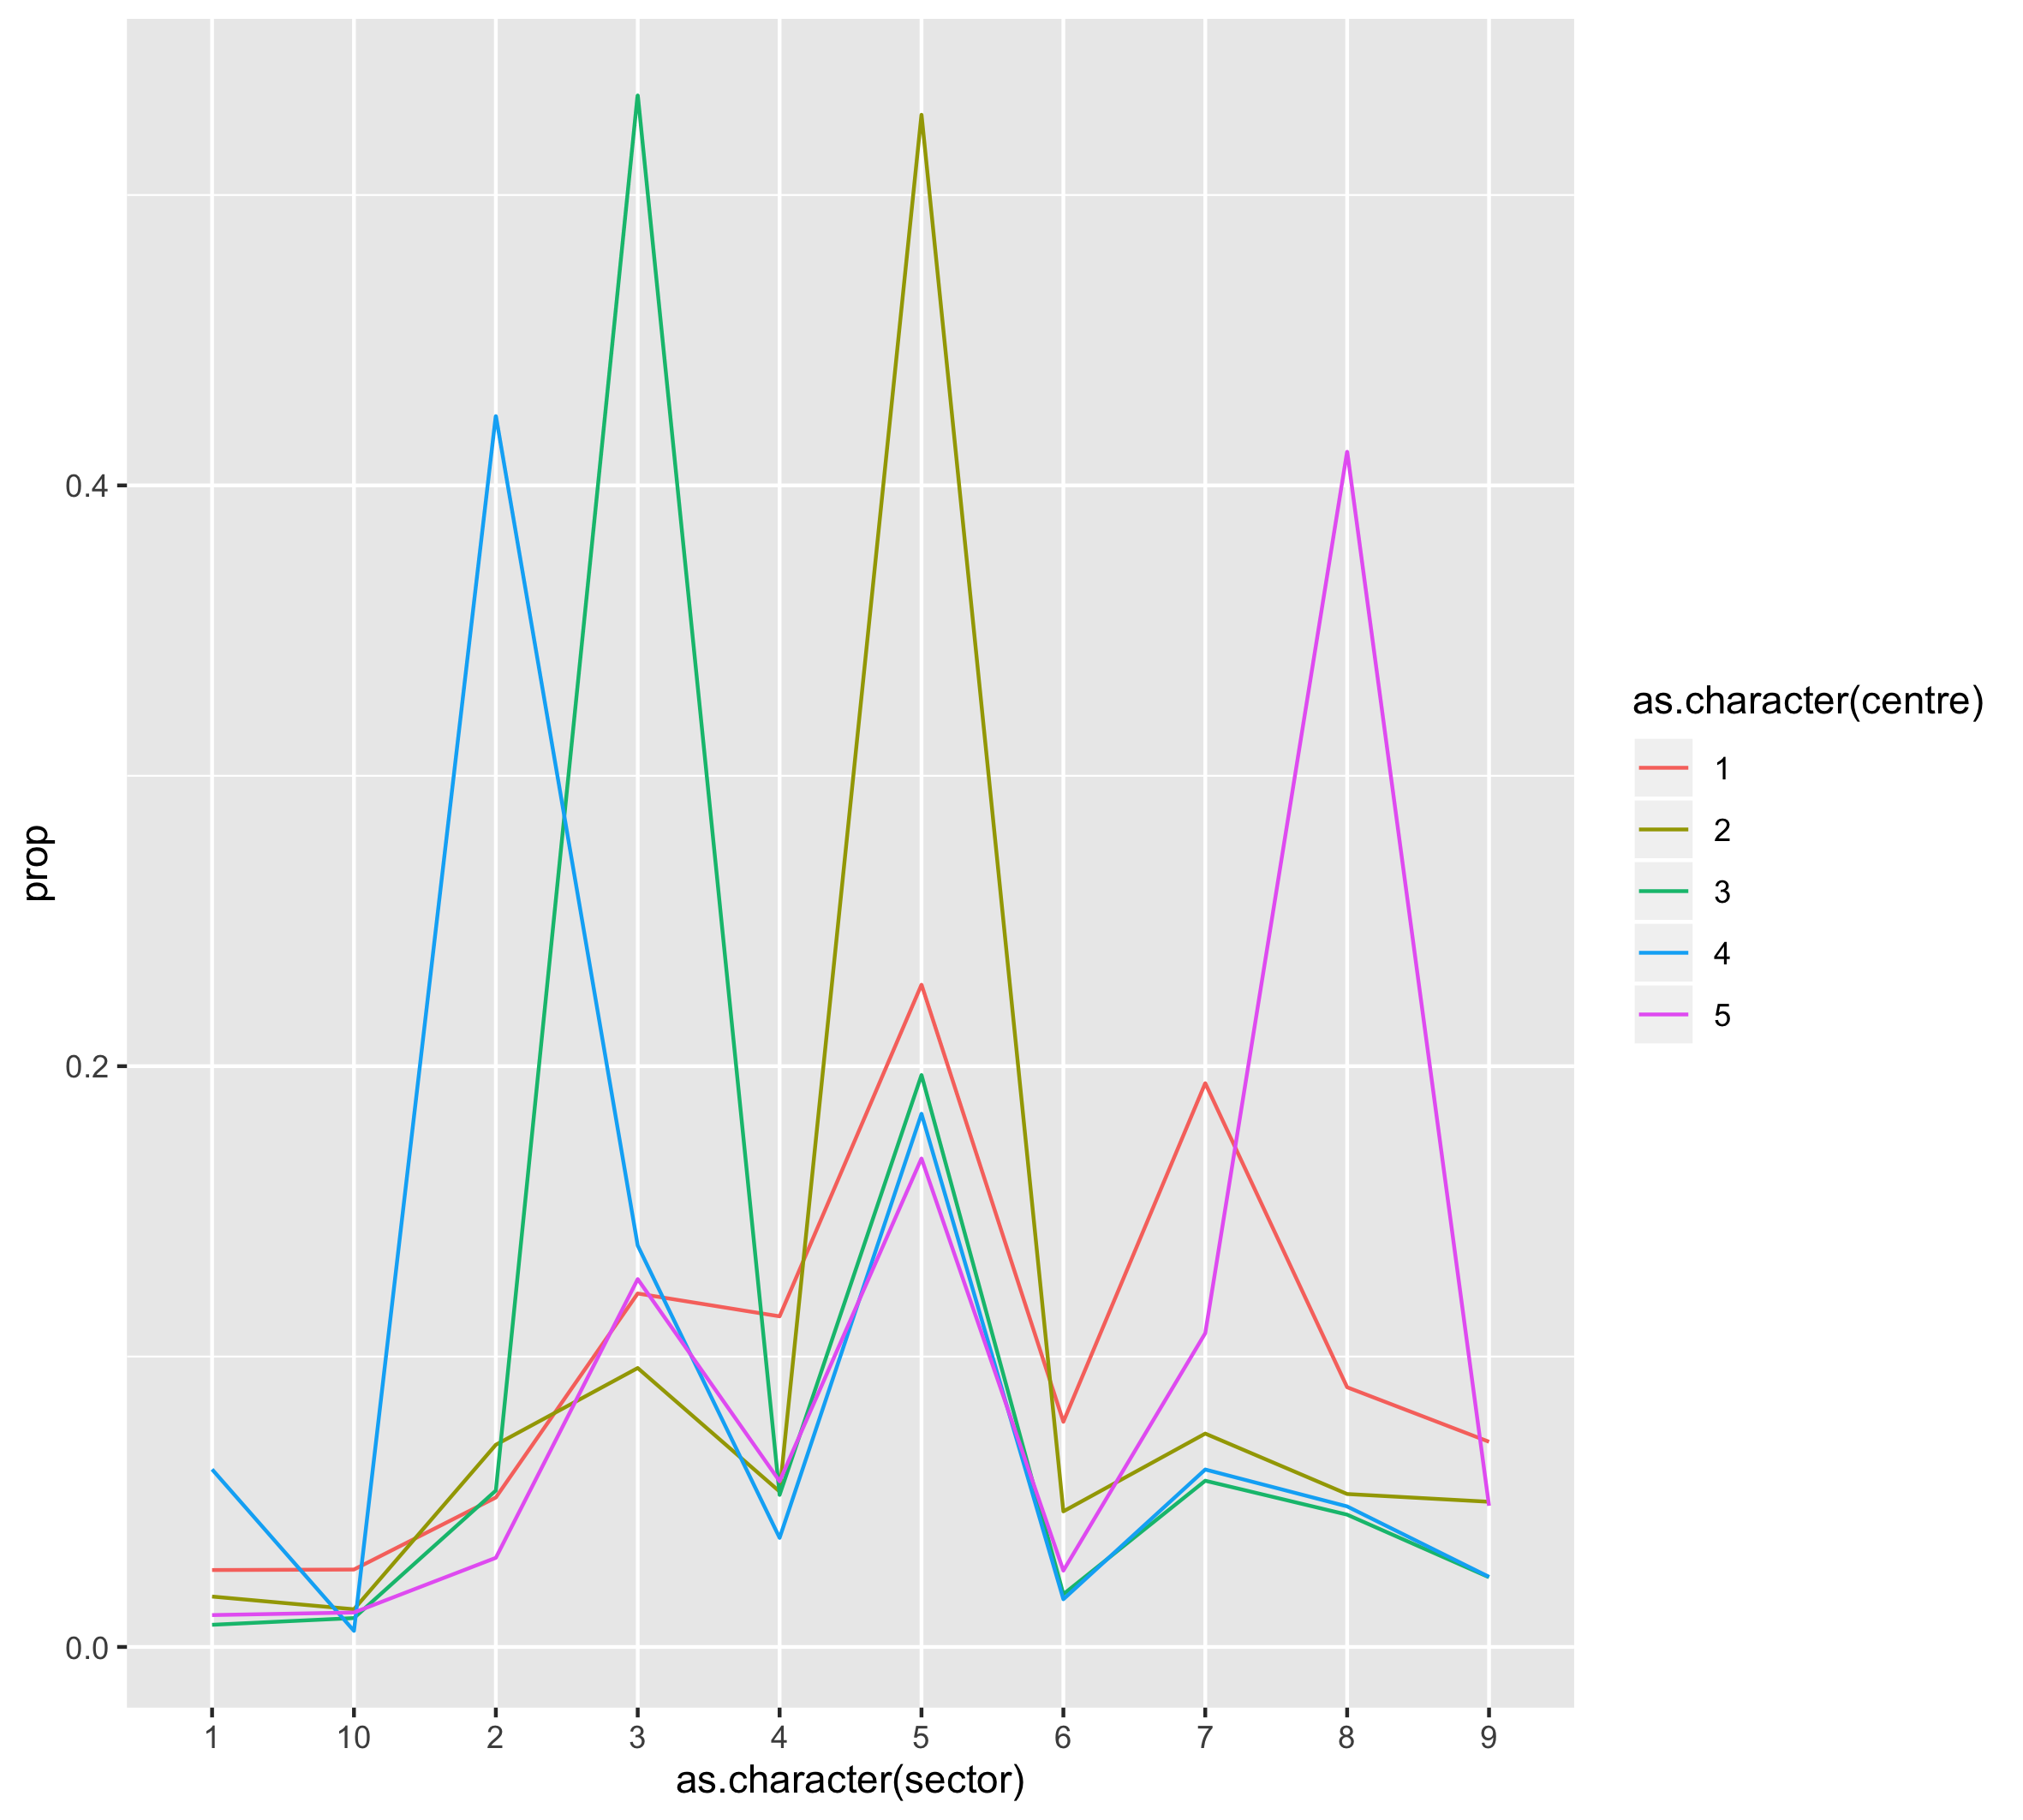 prop
0.4
0.2
0.0
1 10 2 3 4 5 6 7 8 9
as.character(sector)
as.character(centre)
1
2
3
4
5